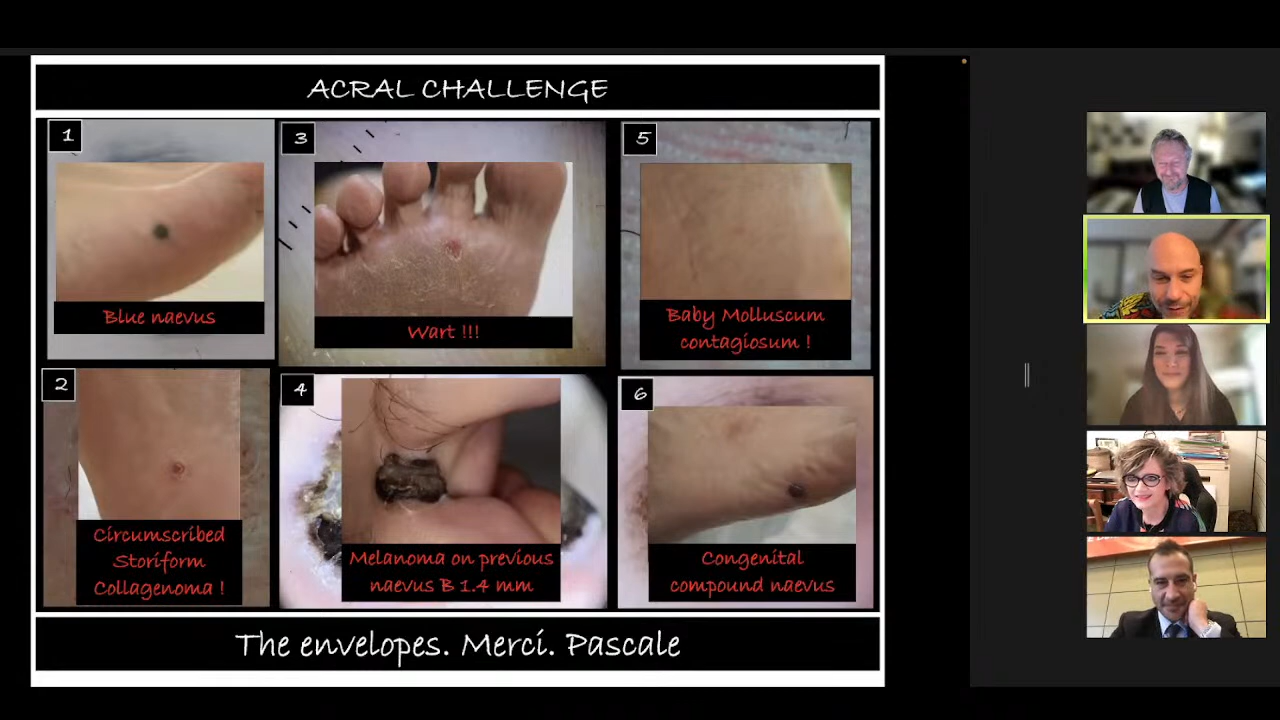 ACRAL CHALLENGE
1
Blue naevus
2
Circumscribed
Storiform
Collagenoma !
3
Wart !!!
4
Melanoma on previous
naevus B 1.4 mm
5
Baby Molluscum
contagiosum !
6
Congenital
compound naevus
The envelopes. Merci. Pascale